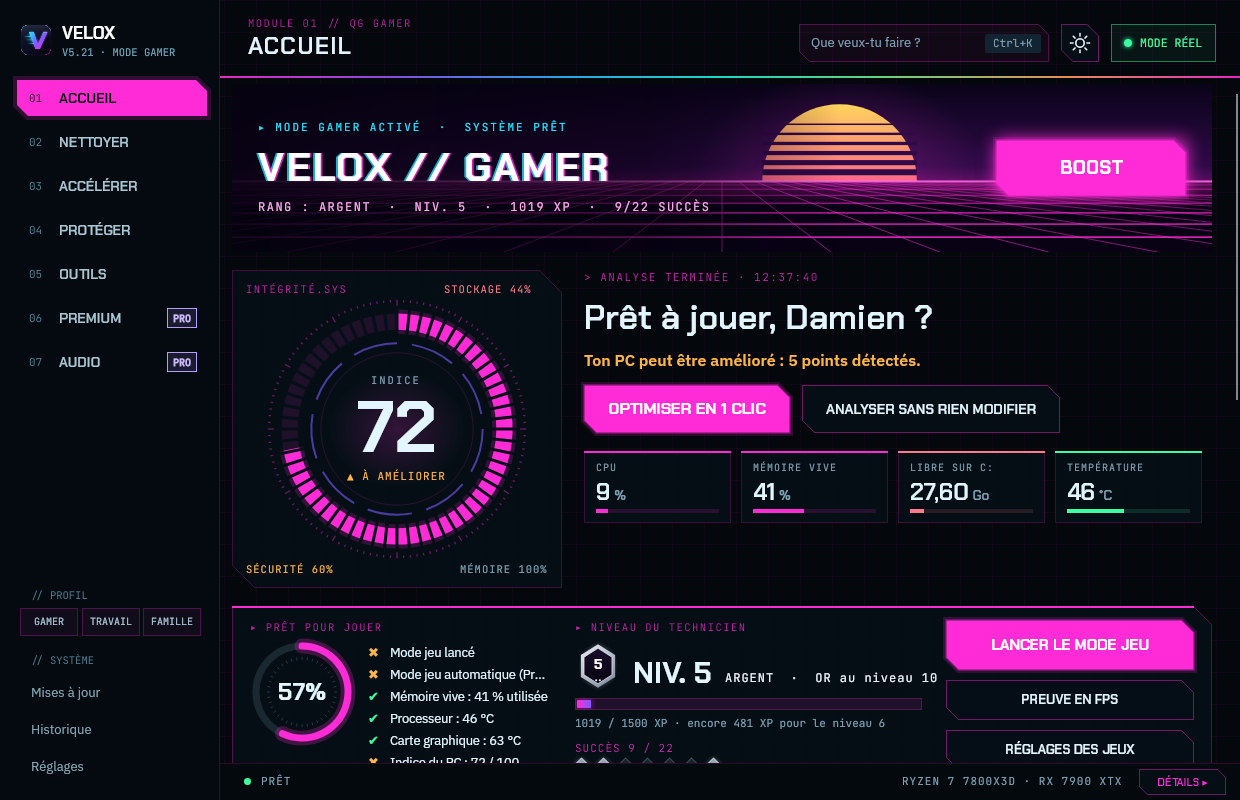 VELOX
V5.21 · MODE GAMER
01 ACCUEIL
02 NETTOYER
03 ACCÉLÉRER
04 PROTÉGER
05 OUTILS
06 PREMIUM PRO
07 AUDIO PRO
// PROFIL
GAMER TRAVAIL FAMILLE
// SYSTÈME
Mises à jour
Historique
Réglages
MODULE 01 // QG GAMER
ACCUEIL
Que veux-tu faire ? Ctrl+K
MODE RÉEL
▸ MODE GAMER ACTIVÉ · SYSTÈME PRÊT
VELOX // GAMER
RANG : ARGENT · NIV. 5 · 1019 XP · 9/22 SUCCÈS
BOOST
INTÉGRITÉ.SYS STOCKAGE 44%
INDICE
72
▲ À AMÉLIORER
SÉCURITÉ 60% MÉMOIRE 100%
> ANALYSE TERMINÉE · 12:37:40
Prêt à jouer, Damien ?
Ton PC peut être amélioré : 5 points détectés.
OPTIMISER EN 1 CLIC ANALYSER SANS RIEN MODIFIER
CPU
9 %
MÉMOIRE VIVE
41 %
LIBRE SUR C:
27,60 Go
TEMPÉRATURE
46 °C
▸ PRÊT POUR JOUER
57%
✖ Mode jeu lancé
✖ Mode jeu automatique (Pr...
✔ Mémoire vive : 41 % utilisée
✔ Processeur : 46 °C
✔ Carte graphique : 63 °C
✖ Indice du PC : 72 / 100
▸ NIVEAU DU TECHNICIEN
5
NIV. 5 ARGENT · OR au niveau 10
1019 / 1500 XP · encore 481 XP pour le niveau 6
SUCCÈS 9 / 22
LANCER LE MODE JEU
PREUVE EN FPS
RÉGLAGES DES JEUX
PRÊT
RYZEN 7 7800X3D · RX 7900 XTX
DÉTAILS ▸